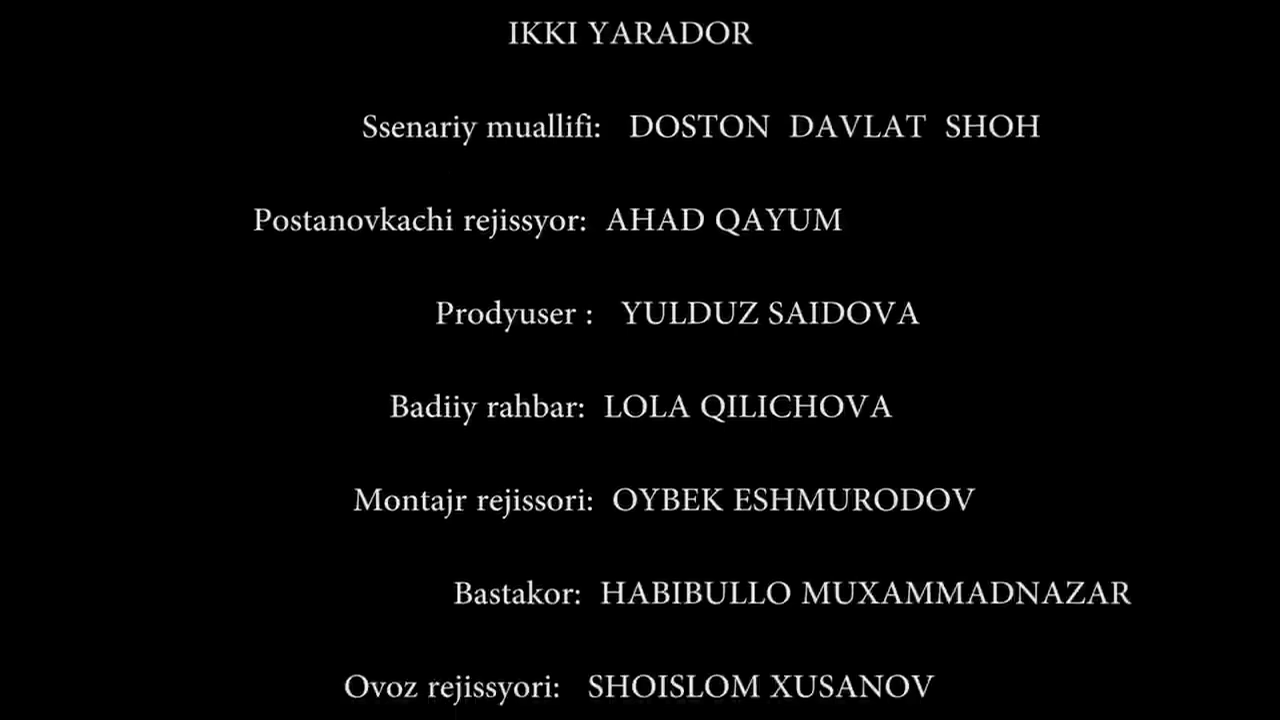 IKKI YARADOR
Ssenariy muallifi: DOSTON DAVLAT SHOH
Postanovkachi rejissyor: AHAD QAYUM
Prodyuser : YULDUZ SAIDOVA
Badiiy rahbar: LOLA QILICHOVA
Montajr rejissori: OYBEK ESHMURODOV
Bastakor: HABIBULLO MUXAMMADNAZAR
Ovoz rejissyori: SHOISLOM XUSANOV